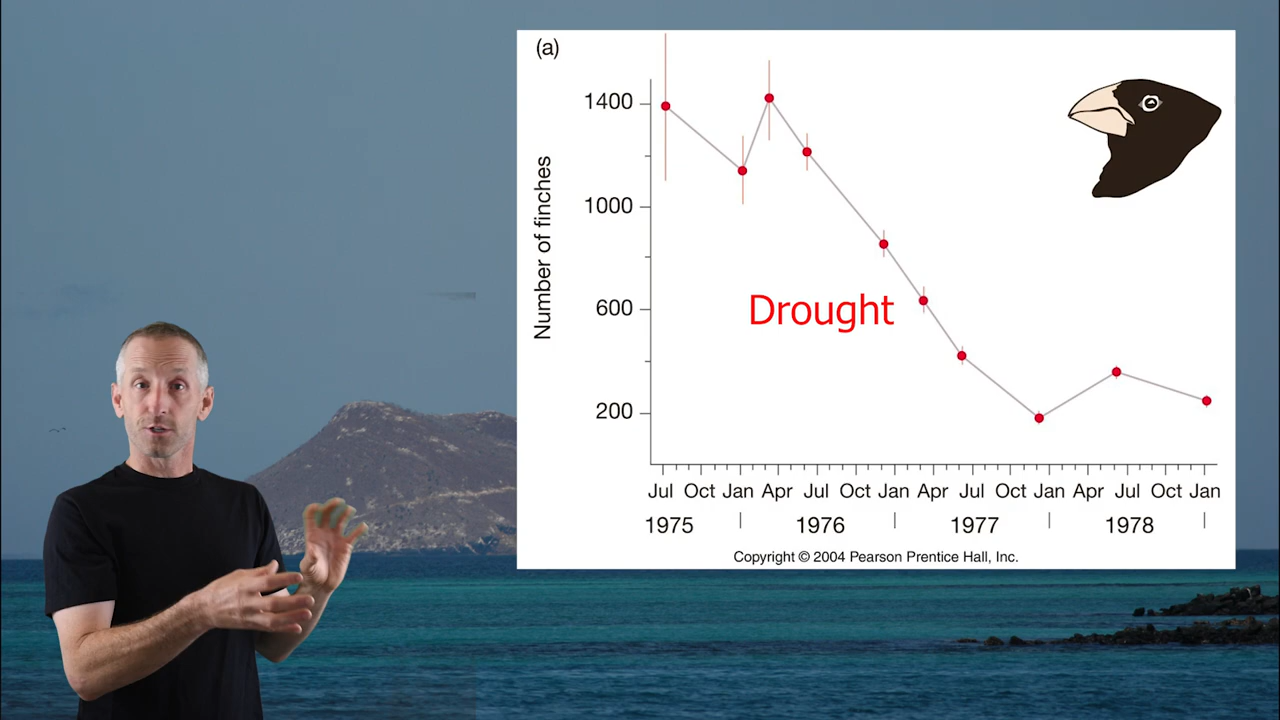 (a)
1400
1000
600
200
Number of finches
Drought
Jul Oct Jan Apr Jul Oct Jan Apr Jul Oct Jan Apr Jul Oct Jan
1975 | 1976 | 1977 | 1978 |
Copyright © 2004 Pearson Prentice Hall, Inc.